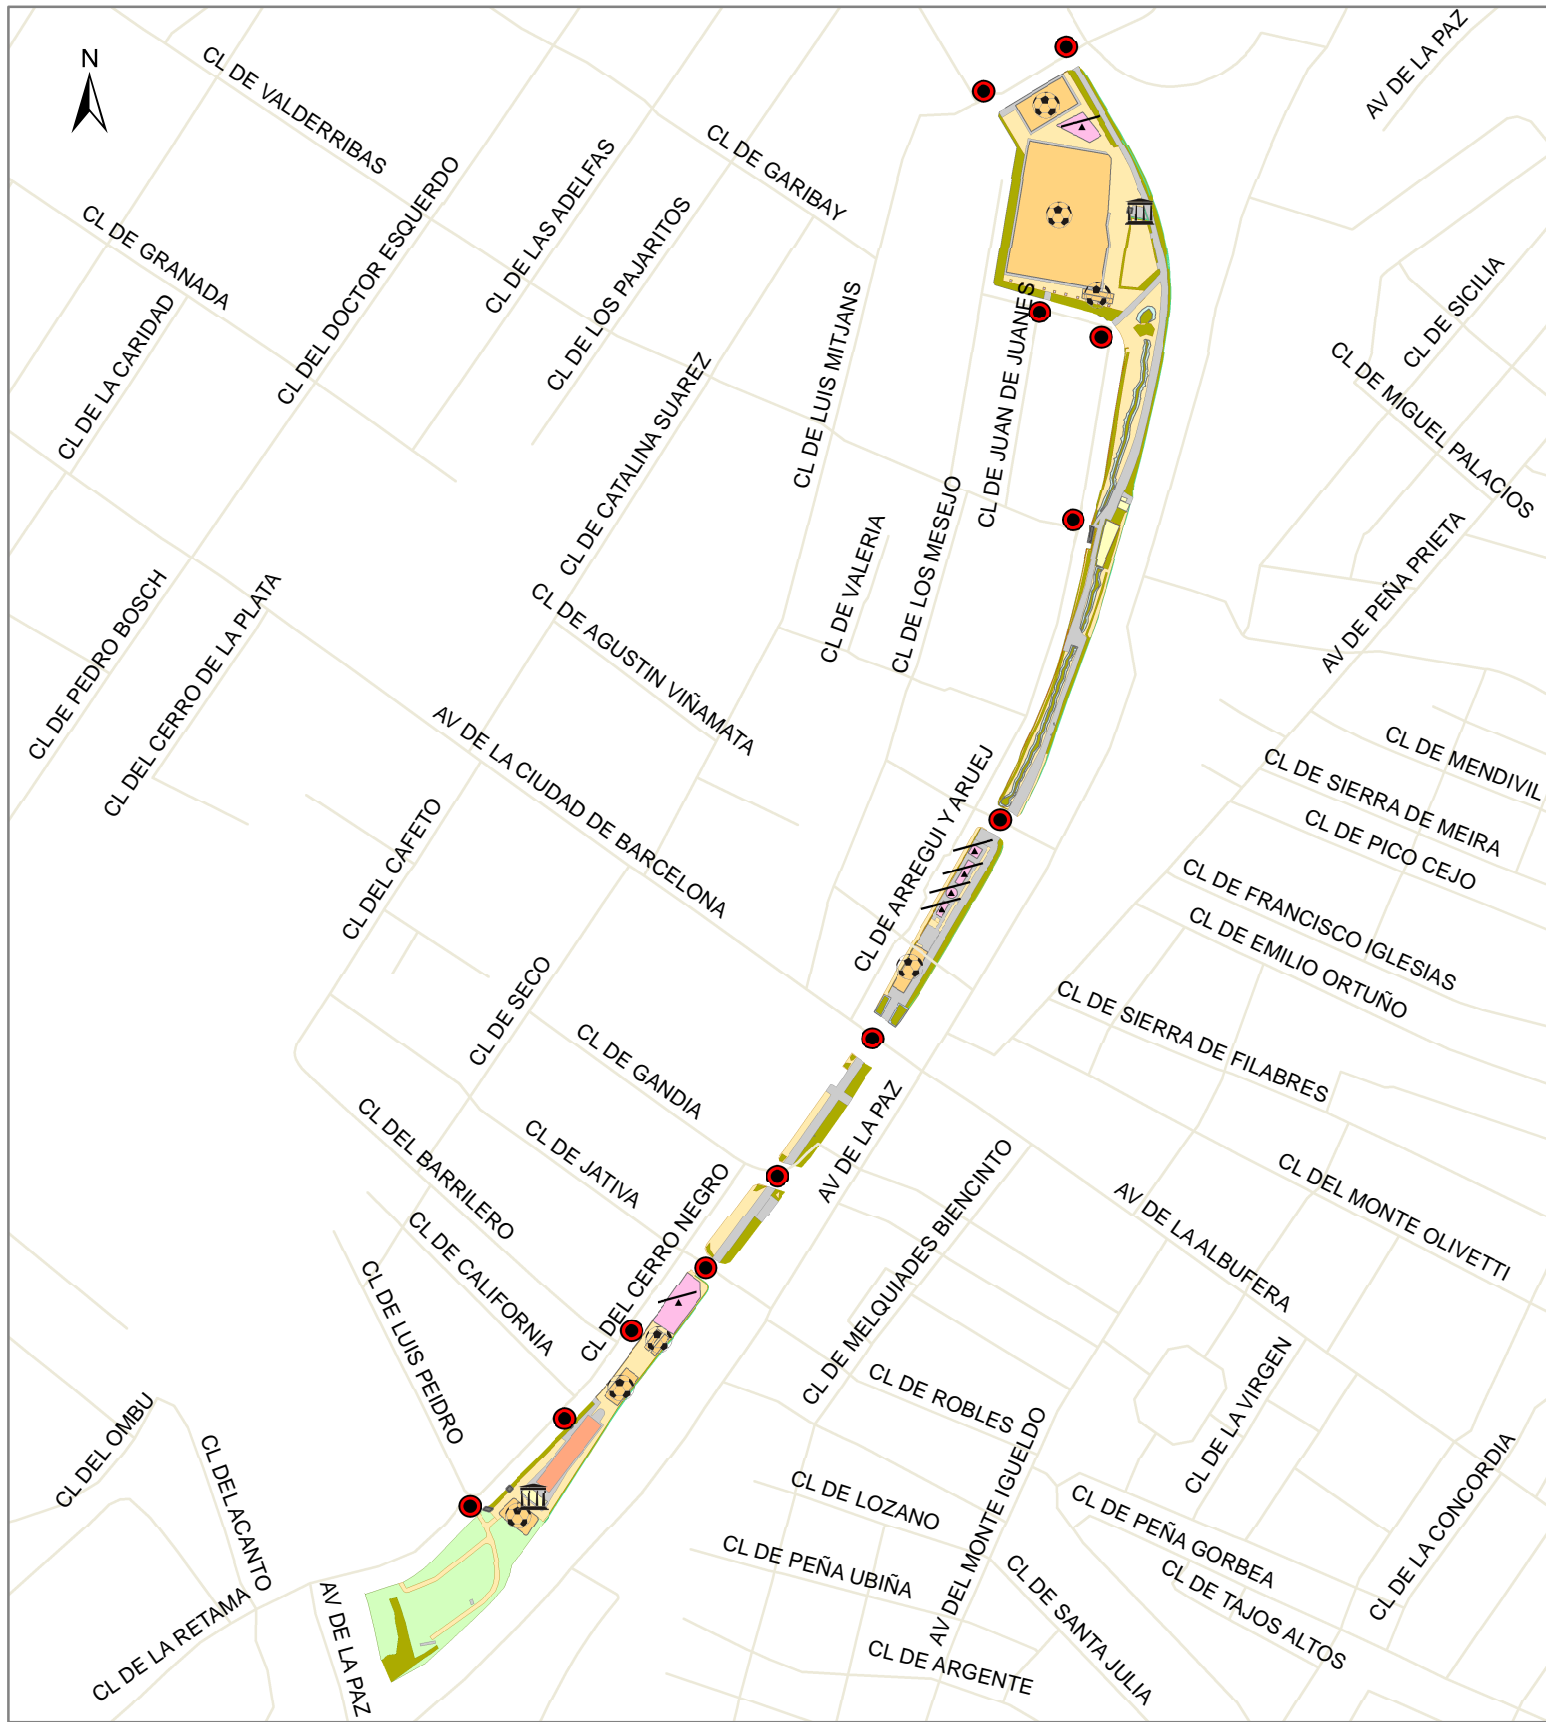 N
CL DE VALDERRIBAS
AV DE LA PAZ
CL DE GARIBAY
CL DE LAS ADELFAS
CL DEL DOCTOR ESQUERDO
CL DE LOS PAJARITOS
CL DE GRANADA
CL DE LA CARIDAD
CL DE LUIS MITJANS
CL DE JUAN DE JUANES
CL DE SICILIA
CL DE MIGUEL PALACIOS
CL DE CATALINA SUAREZ
CL DE LOS MESEJO
CL DE VALERIA
AV DE PEÑA PRIETA
CL DE PEDRO BOSCH
CL DEL CERRO DE LA PLATA
CL DE AGUSTIN VIÑAMATA
AV DE LA CIUDAD DE BARCELONA
CL DE ARREGUI Y ARUEJ
CL DE MENDIVIL
CL DE SIERRA DE MEIRA
CL DE PICO CEJO
CL DE FRANCISCO IGLESIAS
CL DE EMILIO ORTUÑO
CL DEL CAFETO
CL DE SECO
CL DE SIERRA DE FILABRES
CL DE GANDIA
CL DEL BARRILERO
CL DE JATIVA
AV DE LA PAZ
CL DEL CERRO NEGRO
CL DE MELQUIADES BIENCINTO
CL DEL MONTE OLIVETTI
AV DE LA ALBUFERA
CL DE CALIFORNIA
CL DE LUIS PEIDRO
CL DE ROBLES
CL DE LA VIRGEN
CL DEL OMBU
CL DEL ACANTO
AV DEL MONTE IGUELDO
CL DE LOZANO
CL DE PEÑA GORBEA
CL DE LA CONCORDIA
CL DE PEÑA UBIÑA
CL DE TAJOS ALTOS
CL DE SANTA JULIA
CL DE LA RETAMA
AV DE LA PAZ
CL DE ARGENTE